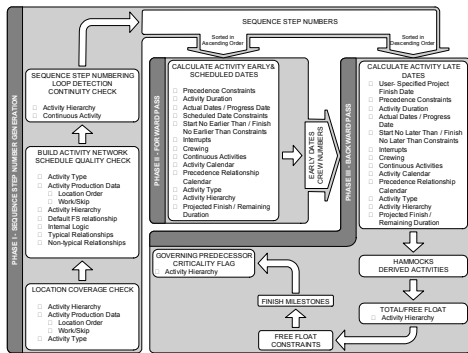 SEQUENCE STEP NUMBERS
Sorted in
Ascending Order
Sorted in
Descending Order
PHASE I - SEQUENCE STEP NUMBER GENERATION
SEQUENCE STEP NUMBERING
LOOP DETECTION
CONTINUITY CHECK
Activity Hierarchy
Continuous Activity
BUILD ACTIVITY NETWORK
SCHEDULE QUALITY CHECK
Activity Type
Activity Production Data
Location Order
Work/Skip
Activity Hierarchy
Default FS relationship
Internal Logic
Typical Relationships
Non-typical Relationships
LOCATION COVERAGE CHECK
Activity Hierarchy
Activity Production Data
Location Order
Work/Skip
Activity Type
PHASE II - FORWARD PASS
CALCULATE ACTIVITY EARLY &
SCHEDULED DATES
Precedence Constraints
Activity Duration
Actual Dates / Progress Date
Scheduled Date Constraints
Start No Earlier Than / Finish
No Earlier Than Constraints
Interrupts
Crewing
Continuous Activities
Activity Calendar
Precedence Relationship
Calendar
Activity Type
Activity Hierarchy
Projected Finish / Remaining
Duration
EARLY DATES
CREW NUMBERS
PHASE III - BACKWARD PASS
CALCULATE ACTIVITY LATE
DATES
User- Specified Project
Finish Date
Precedence Constraints
Activity Duration
Actual Dates / Progress
Date
Start No Later Than / Finish
No Later Than Constraints
Interrupts
Crewing
Continuous Activities
Activity Calendar
Precedence Relationship
Calendar
Activity Type
Activity Hierarchy
Projected Finish /
Remaining Duration
HAMMOCKS
DERIVED ACTIVITIES
TOTAL/FREE FLOAT
Activity Hierarchy
FREE FLOAT
CONSTRAINTS
FINISH MILESTONES
GOVERNING PREDECESSOR
CRITICALITY FLAG
Activity Hierarchy